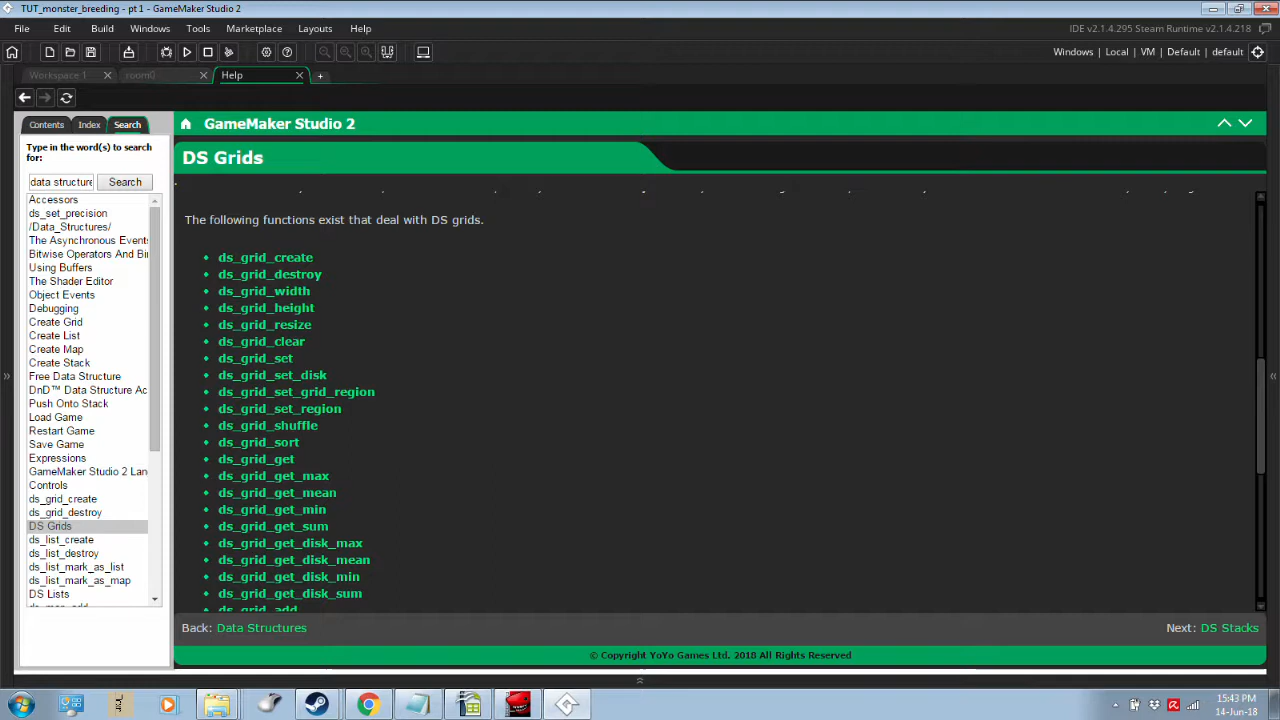 TUT_monster_breeding - pt 1 - GameMaker Studio 2
File Edit Build Windows Tools Marketplace Layouts Help
IDE v2.1.4.295 Steam Runtime v2.1.4.218
Windows | Local | VM | Default | default
Workspace 1 room0 Help
Contents Index Search
GameMaker Studio 2
Type in the word(s) to search
for:
data structure Search
Accessors
ds_set_precision
/Data_Structures/
The Asynchronous Events
Bitwise Operators And Bin
Using Buffers
The Shader Editor
Object Events
Debugging
Create Grid
Create List
Create Map
Create Stack
Free Data Structure
DnD™ Data Structure Ac
Push Onto Stack
Load Game
Restart Game
Save Game
Expressions
GameMaker Studio 2 Lan
Controls
ds_grid_create
ds_grid_destroy
DS Grids
ds_list_create
ds_list_destroy
ds_list_mark_as_list
ds_list_mark_as_map
DS Lists
ds_map_add
DS Grids
The following functions exist that deal with DS grids.
ds_grid_create
ds_grid_destroy
ds_grid_width
ds_grid_height
ds_grid_resize
ds_grid_clear
ds_grid_set
ds_grid_set_disk
ds_grid_set_grid_region
ds_grid_set_region
ds_grid_shuffle
ds_grid_sort
ds_grid_get
ds_grid_get_max
ds_grid_get_mean
ds_grid_get_min
ds_grid_get_sum
ds_grid_get_disk_max
ds_grid_get_disk_mean
ds_grid_get_disk_min
ds_grid_get_disk_sum
ds_grid_add
Back: Data Structures
Next: DS Stacks
© Copyright YoYo Games Ltd. 2018 All Rights Reserved
15:43 PM
14-Jun-18